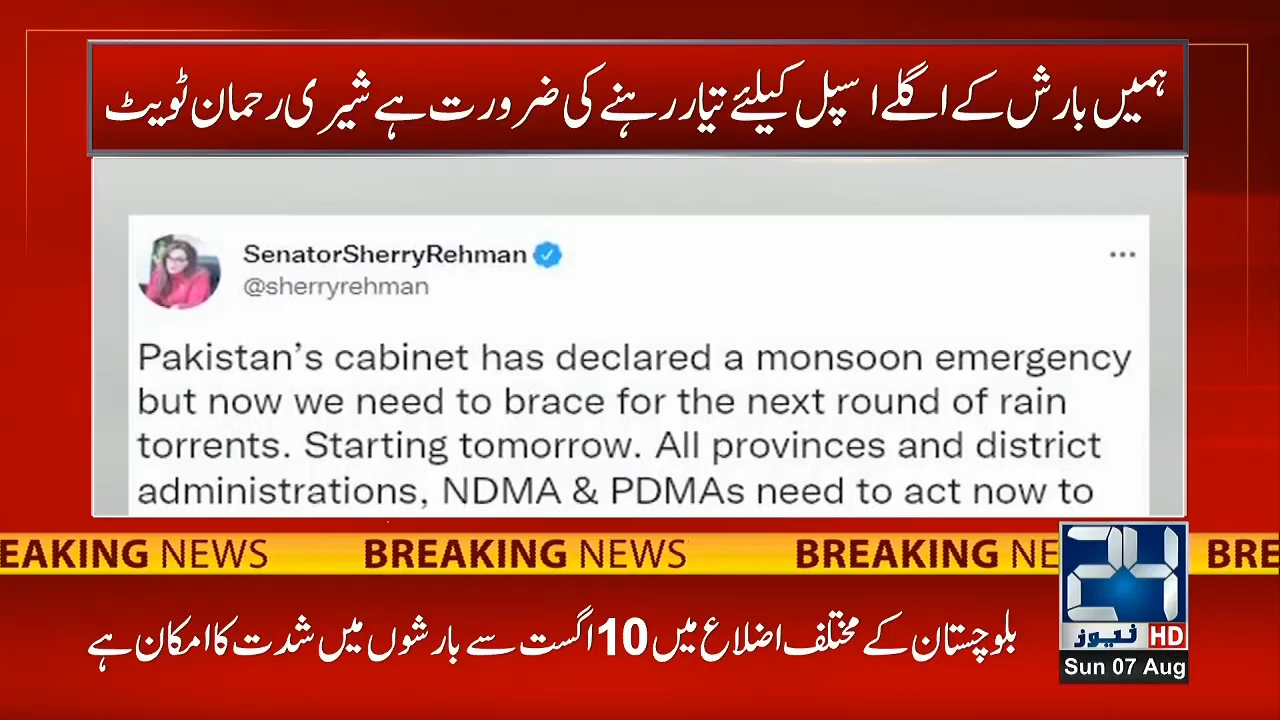 ہمیں بارش کے اگلے اسپل کیلئے تیار رہنے کی ضرورت ہے شیری رحمان ٹویٹ
SenatorSherryRehman
@sherryrehman
Pakistan’s cabinet has declared a monsoon emergency
but now we need to brace for the next round of rain
torrents. Starting tomorrow. All provinces and district
administrations, NDMA & PDMAs need to act now to
EAKING NEWS BREAKING NEWS BREAKING NE BRE
24
نیوز HD
بلوچستان کے مختلف اضلاع میں 10 اگست سے بارشوں میں شدت کا امکان ہے
Sun 07 Aug